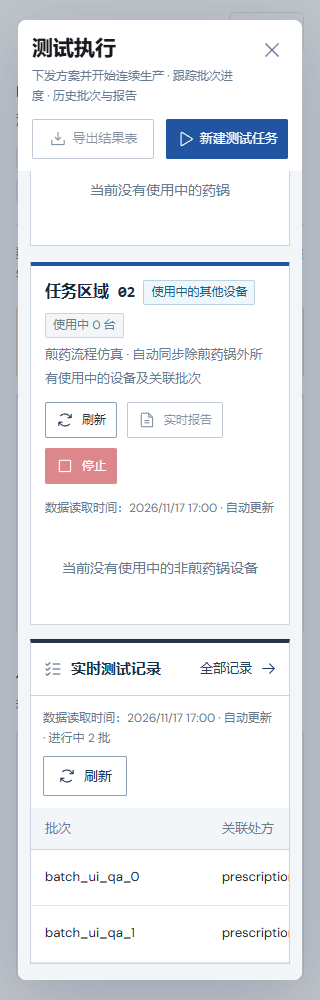 测试执行
下发方案并开始连续生产 · 跟踪批次进
度 · 历史批次与报告
导出结果表
新建测试任务
当前没有使用中的药锅
任务区域 02 使用中的其他设备
使用中 0 台
煎药流程仿真 · 自动同步除煎药锅外所
有使用中的设备及关联批次
刷新 实时报告
停止
数据读取时间：2026/11/17 17:00 · 自动更新
当前没有使用中的非煎药锅设备
实时测试记录 全部记录
数据读取时间：2026/11/17 17:00 · 自动更新
· 进行中 2 批
刷新
批次 关联处方
batch_ui_qa_0 prescription
batch_ui_qa_1 prescription